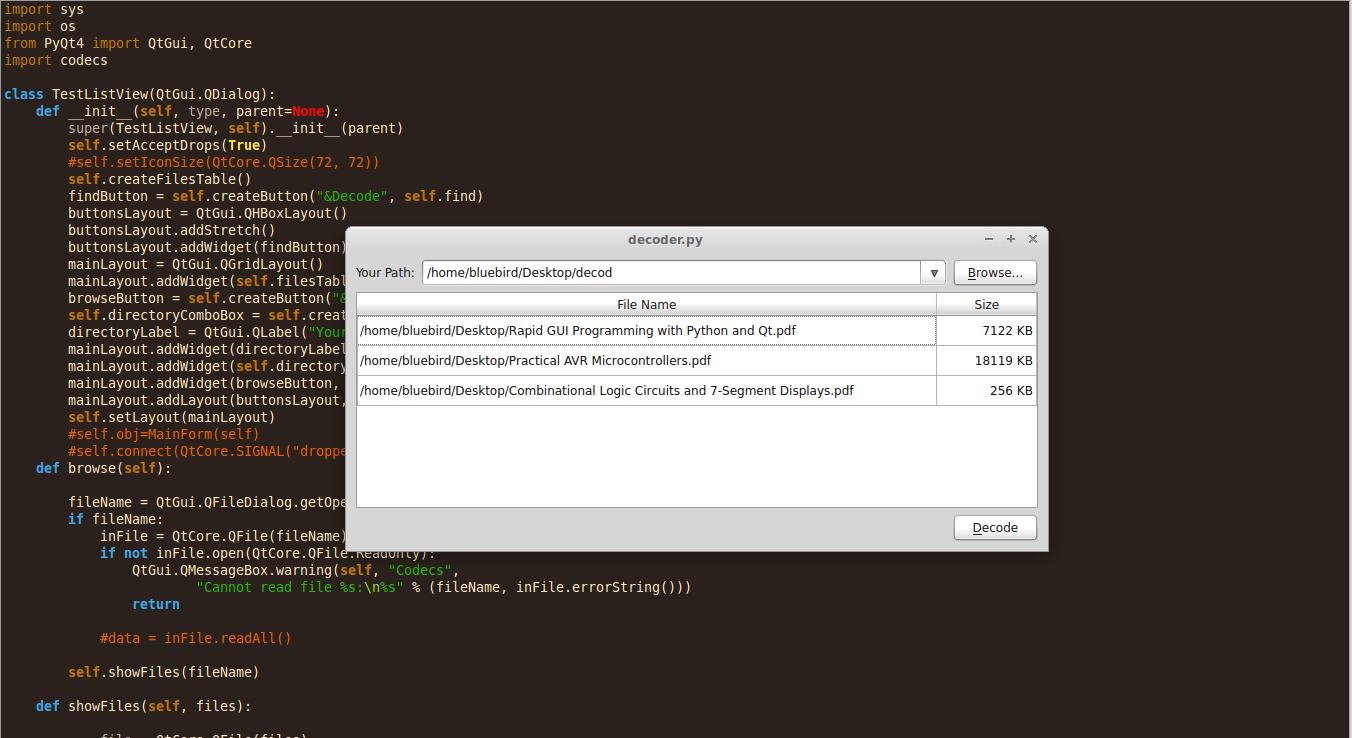 import sys
import os
from PyQt4 import QtGui, QtCore
import codecs
class TestListView(QtGui.QDialog):
    def __init__(self, type, parent=None):
        super(TestListView, self).__init__(parent)
        self.setAcceptDrops(True)
        #self.setIconSize(QtCore.QSize(72, 72))
        self.createFilesTable()
        findButton = self.createButton("&Decode", self.find)
        buttonsLayout = QtGui.QHBoxLayout()
        buttonsLayout.addStretch()
        buttonsLayout.addWidget(findButton)
        mainLayout = QtGui.QGridLayout()
        mainLayout.addWidget(self.filesTabl
        browseButton = self.createButton("&
        self.directoryComboBox = self.creat
        directoryLabel = QtGui.QLabel("Your
        mainLayout.addWidget(directoryLabel
        mainLayout.addWidget(self.directory
        mainLayout.addWidget(browseButton,
        mainLayout.addLayout(buttonsLayout,
        self.setLayout(mainLayout)
        #self.obj=MainForm(self)
        #self.connect(QtCore.SIGNAL("droppe
    def browse(self):
        fileName = QtGui.QFileDialog.getOpe
        if fileName:
            inFile = QtCore.QFile(fileName)
            if not inFile.open(QtCore.QFile.ReadOnly):
                QtGui.QMessageBox.warning(self, "Codecs",
                        "Cannot read file %s:\n%s" % (fileName, inFile.errorString()))
                return
            #data = inFile.readAll()
        self.showFiles(fileName)
    def showFiles(self, files):
            file = QtCore.QFile(files)
decoder.py
Your Path: /home/bluebird/Desktop/decod Browse...
File Name Size
/home/bluebird/Desktop/Rapid GUI Programming with Python and Qt.pdf 7122 KB
/home/bluebird/Desktop/Practical AVR Microcontrollers.pdf 18119 KB
/home/bluebird/Desktop/Combinational Logic Circuits and 7-Segment Displays.pdf 256 KB
Decode